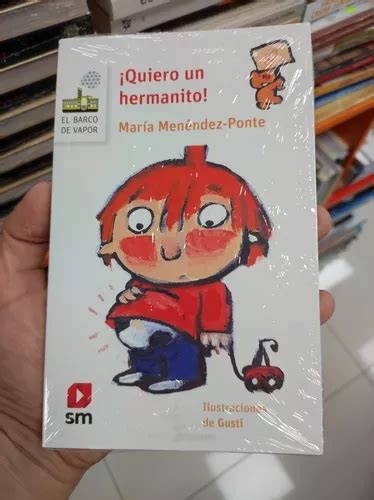 ¡Quiero un
hermanito!
EL BARCO
DE VAPOR
María Menéndez-Ponte
sm
Ilustraciones
de Gusti